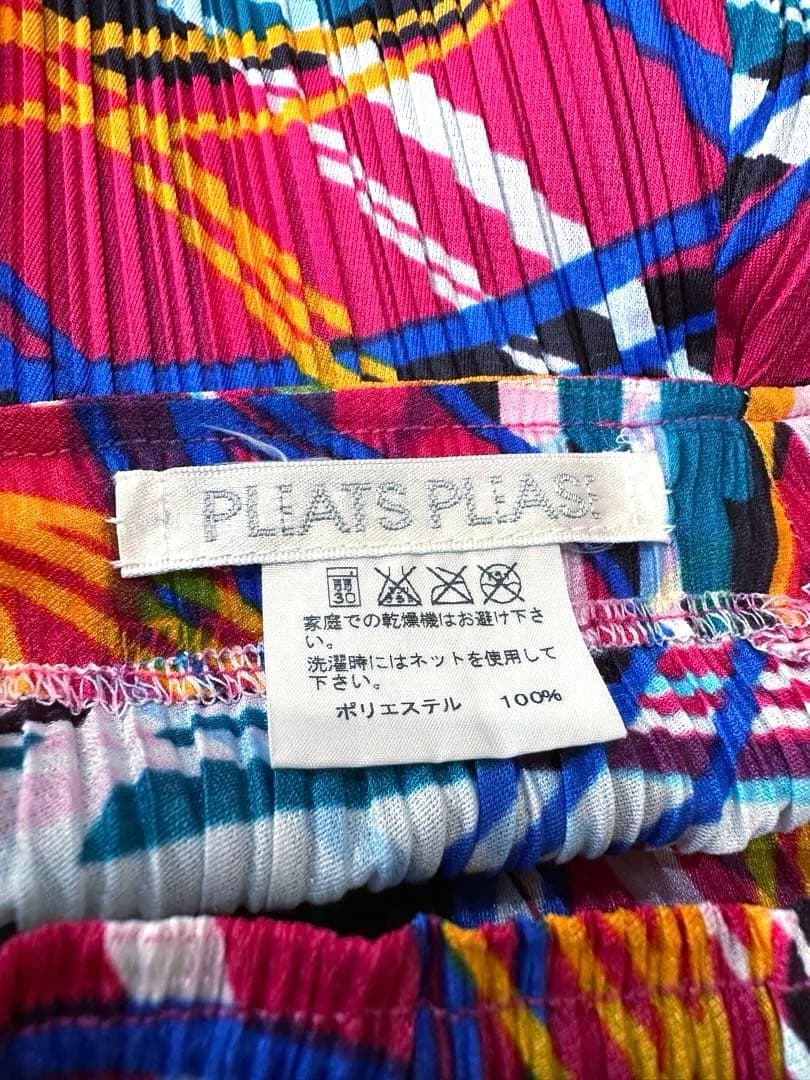 PLEATS PLEASE
30
家庭での乾燥機はお避け下さ
い。
洗濯時にはネットを使用して
下さい。
ポリエステル 100%